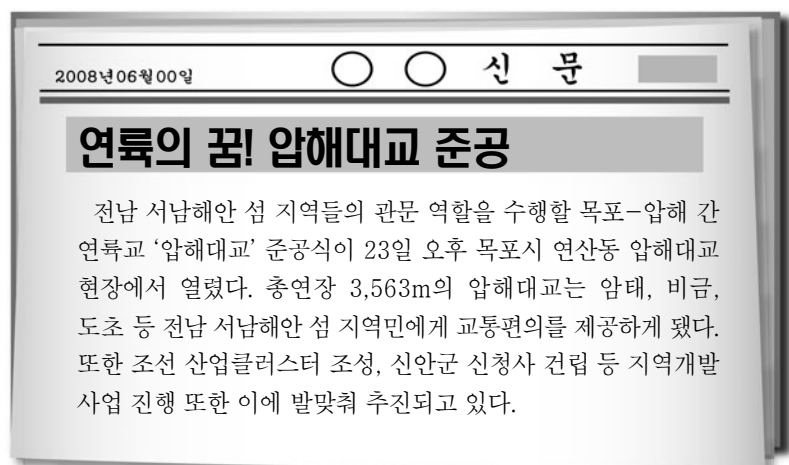 2008년06월00일
○ ○ 신 문
연륙의 꿈! 압해대교 준공
전남 서남해안 섬 지역들의 관문 역할을 수행할 목포-압해 간
연륙교 ‘압해대교’ 준공식이 23일 오후 목포시 연산동 압해대교
현장에서 열렸다. 총연장 3,563m의 압해대교는 암태, 비금,
도초 등 전남 서남해안 섬 지역민에게 교통편의를 제공하게 됐다.
또한 조선 산업클러스터 조성, 신안군 신청사 건립 등 지역개발
사업 진행 또한 이에 발맞춰 추진되고 있다.